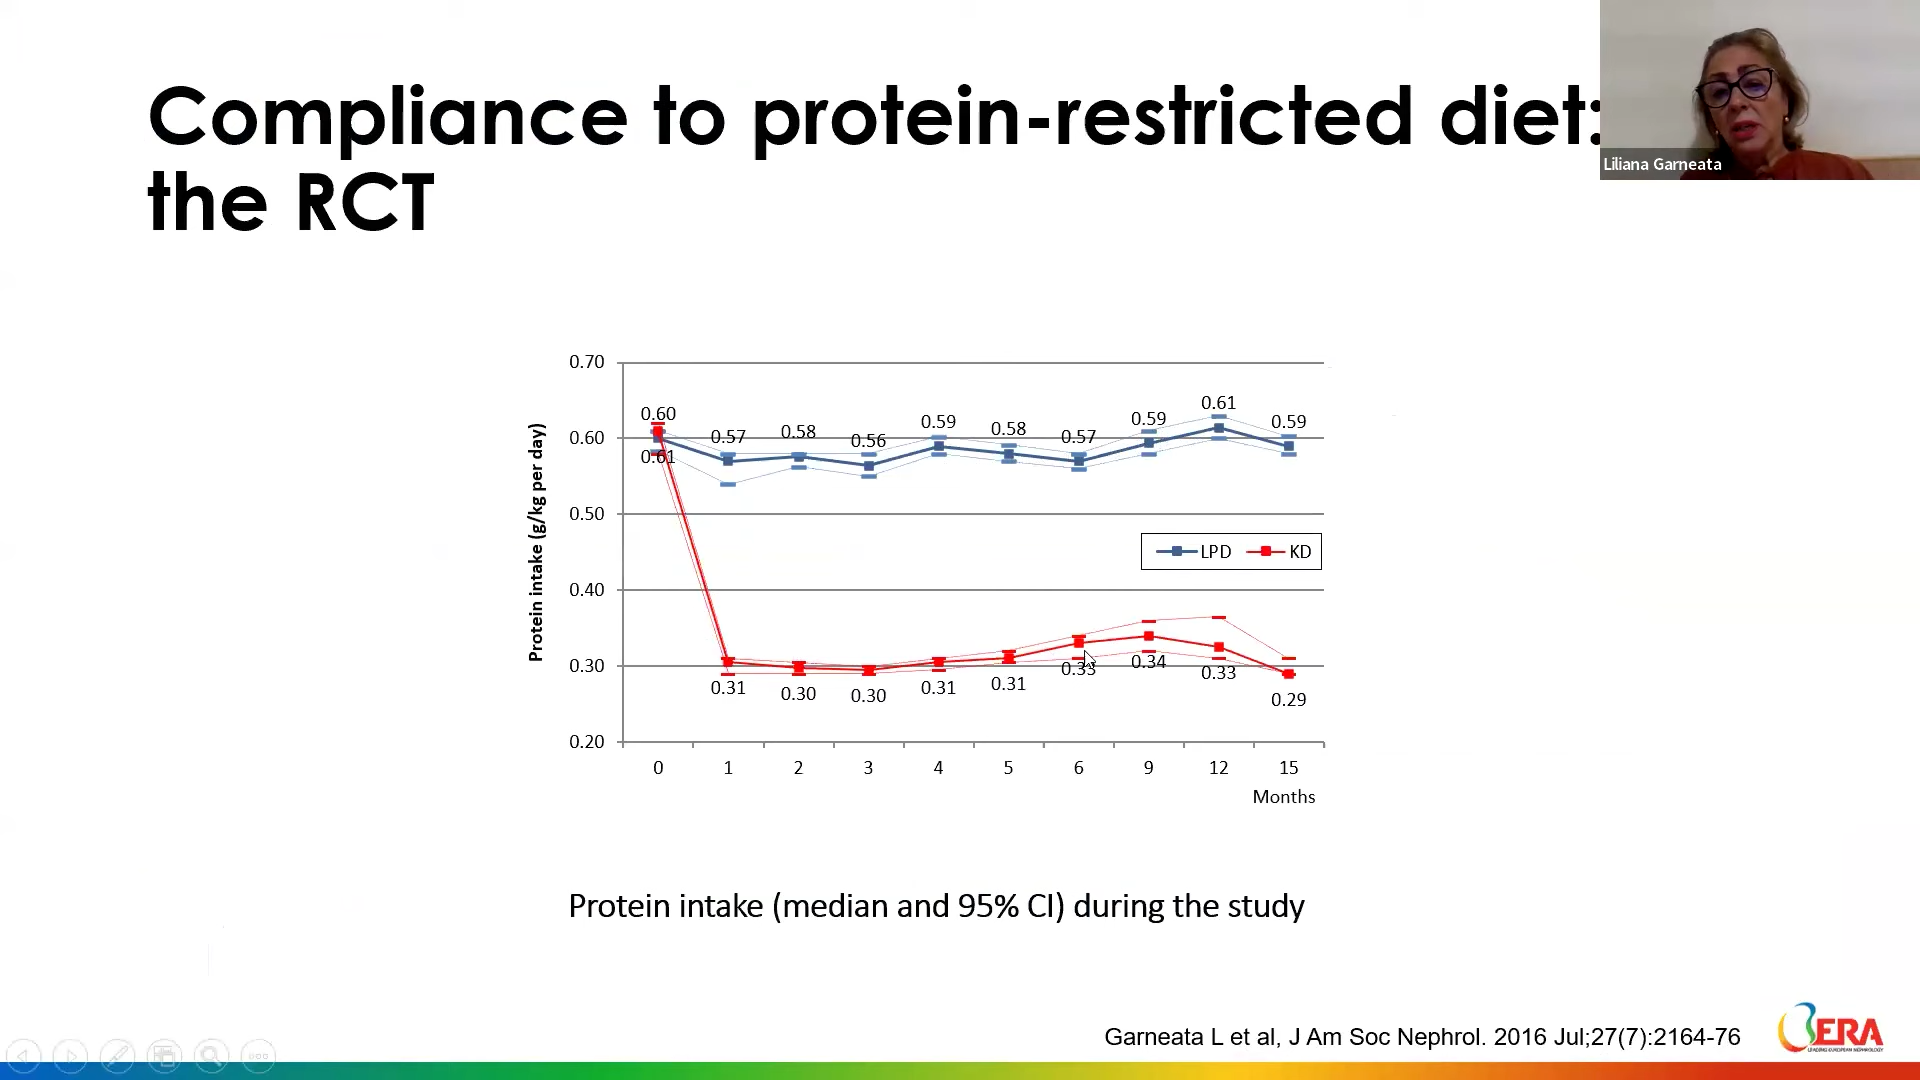 Compliance to protein-restricted diet:
the RCT
Liliana Garneata
Protein intake (g/kg per day)
0.70
0.60
0.50
0.40
0.30
0.20
0.60
0.57
0.58
0.56
0.59
0.58
0.57
0.59
0.61
0.59
0.61
LPD KD
0.31
0.30
0.30
0.31
0.31
0.33
0.34
0.33
0.29
0 1 2 3 4 5 6 9 12 15
Months
Protein intake (median and 95% CI) during the study
Garneata L et al, J Am Soc Nephrol. 2016 Jul;27(7):2164-76
ERA
LEADING EUROPEAN NEPHROLOGY